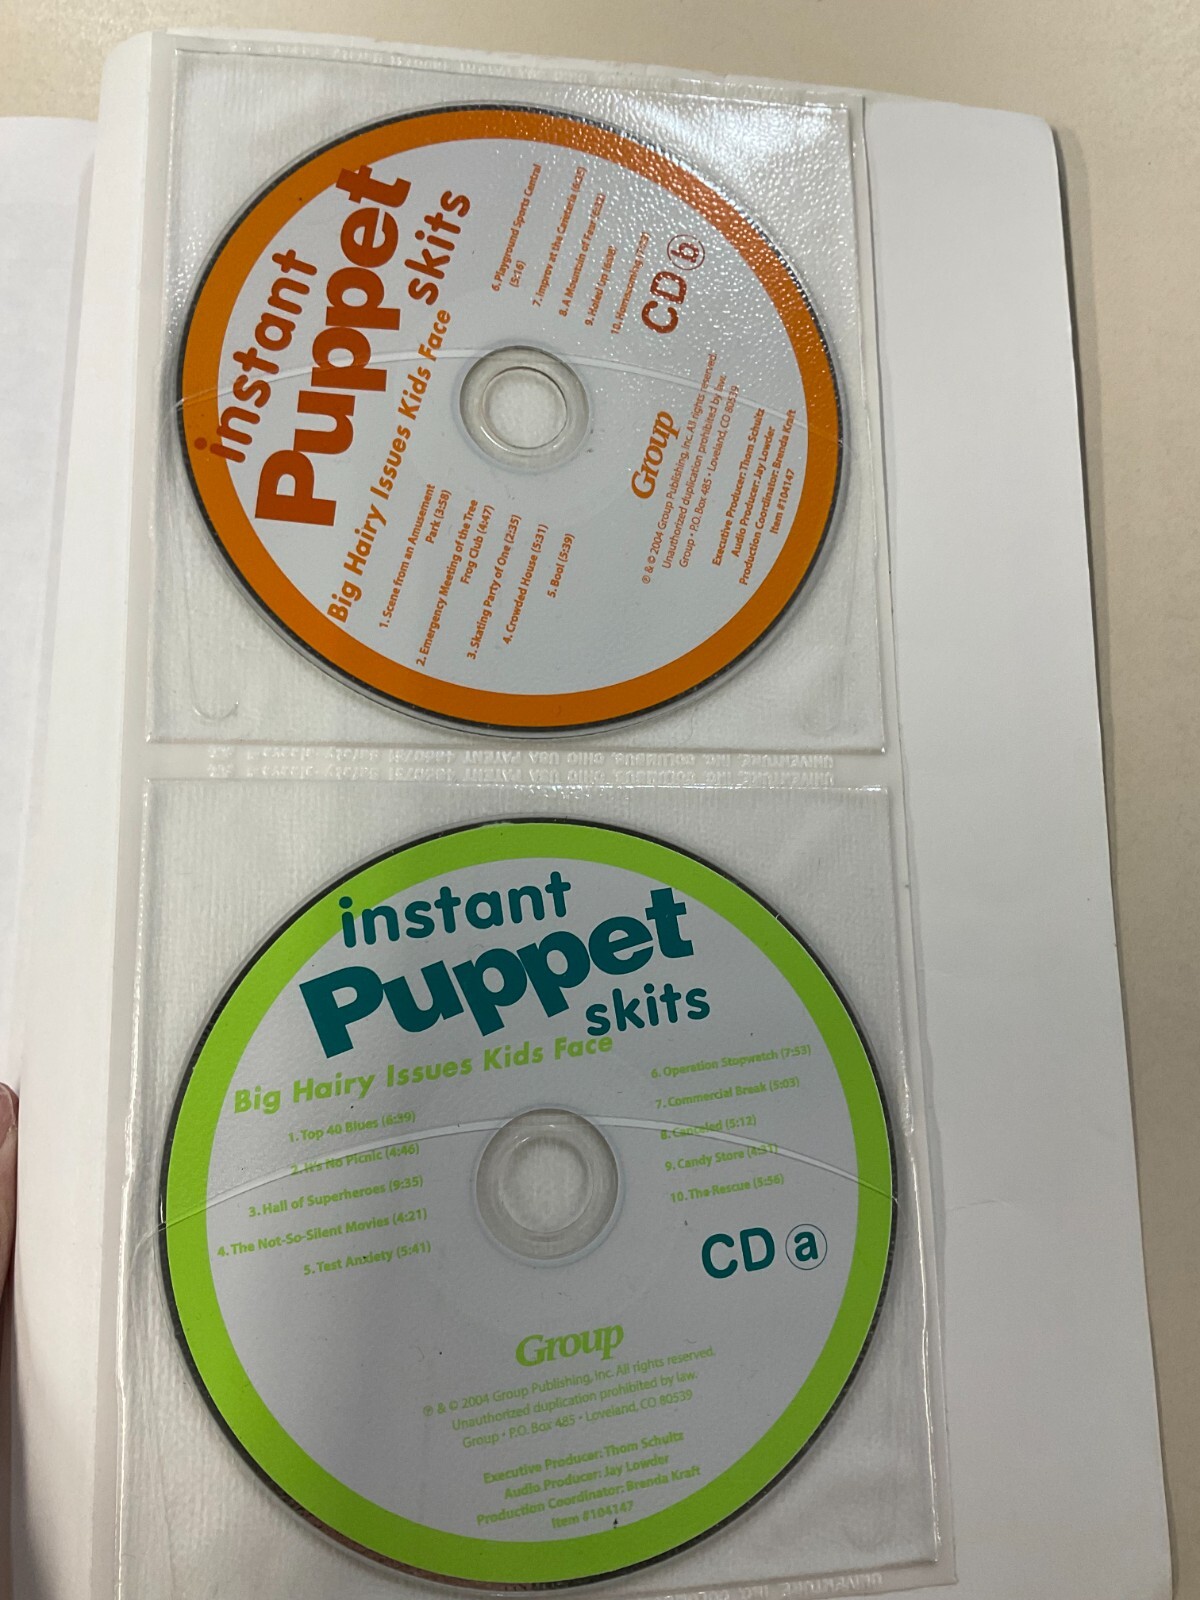 instant
Puppet
skits
Big Hairy Issues Kids Face
1. Scene from an Amusement
Park (3:58)
2. Emergency Meeting of the Tree
Frog Club (4:47)
3. Skating Party of One (2:35)
4. Crowded House (5:31)
5. Boo! (5:39)
6. Playground Sports Central
(5:16)
7. Improv at the Cafeteria
8. A Mountain of Fear
9. Holed Up
10.
CD b
Group
℗ & © 2004 Group Publishing, Inc. All rights reserved.
Unauthorized duplication prohibited by law.
Group • P.O. Box 485 • Loveland, CO 80539
Executive Producer: Thom Schultz
Audio Producer: Jay Lowder
Production Coordinator: Brenda Kraft
Item #104147
instant
Puppet
skits
Big Hairy Issues Kids Face
1. Top 40 Blues (6:39)
2. It's No Picnic (4:46)
3. Hall of Superheroes (9:35)
4. The Not-So-Silent Movies (4:21)
5. Test Anxiety (5:41)
6. Operation Stopwatch (7:53)
7. Commercial Break (5:03)
8. Canceled (5:12)
9. Candy Store (4:31)
10. The Rescue (5:56)
CD a
Group
℗ & © 2004 Group Publishing, Inc. All rights reserved.
Unauthorized duplication prohibited by law.
Group • P.O. Box 485 • Loveland, CO 80539
Executive Producer: Thom Schultz
Audio Producer: Jay Lowder
Production Coordinator: Brenda Kraft
Item #104147